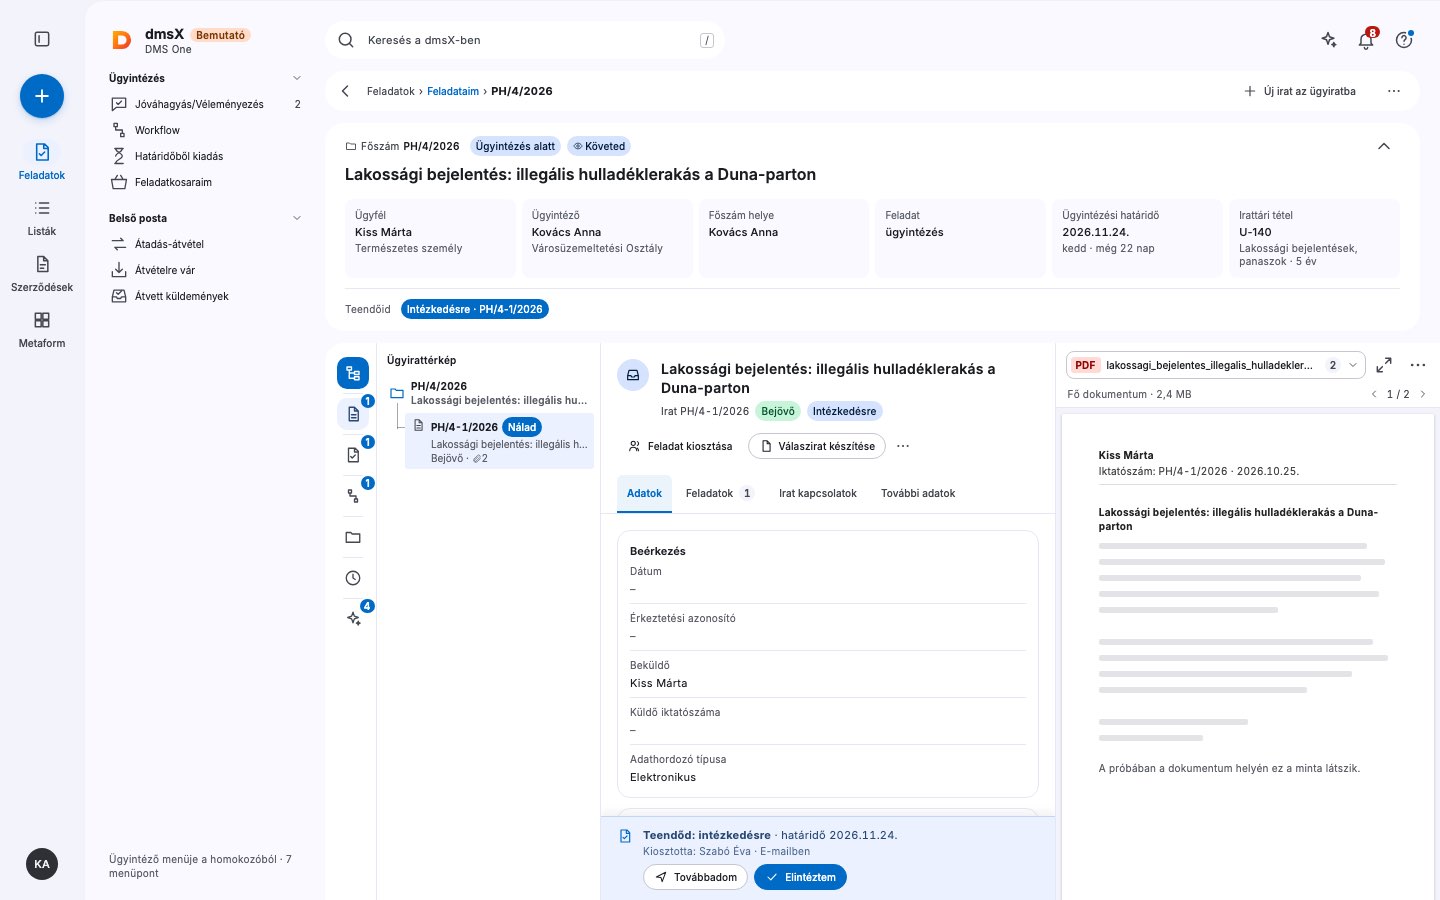 dmsX Bemutató
DMS One
Keresés a dmsX-ben
/
8
Ügyintézés
Jóváhagyás/Véleményezés 2
Workflow
Határidőből kiadás
Feladatkosaraim
Belső posta
Átadás-átvétel
Átvételre vár
Átvett küldemények
Feladatok
Listák
Szerződések
Metaform
KA
Ügyintéző menüje a homokozóból · 7
menüpont
Feladatok › Feladataim › PH/4/2026
Új irat az ügyiratba
Főszám PH/4/2026 Ügyintézés alatt Követed
Lakossági bejelentés: illegális hulladéklerakás a Duna-parton
Ügyfél
Kiss Márta
Természetes személy
Ügyintéző
Kovács Anna
Városüzemeltetési Osztály
Főszám helye
Kovács Anna
Feladat
ügyintézés
Ügyintézési határidő
2026.11.24.
kedd · még 22 nap
Irattári tétel
U-140
Lakossági bejelentések,
panaszok · 5 év
Teendőid Intézkedésre · PH/4-1/2026
1
1
1
4
Ügyirattérkép
PH/4/2026
Lakossági bejelentés: illegális hu...
PH/4-1/2026 Nálad
Lakossági bejelentés: illegális h...
Bejövő · 2
Lakossági bejelentés: illegális hulladéklerakás a
Duna-parton
Irat PH/4-1/2026 Bejövő Intézkedésre
Feladat kiosztása Válaszirat készítése
Adatok Feladatok 1 Irat kapcsolatok További adatok
Beérkezés
Dátum
–
Érkeztetési azonosító
–
Beküldő
Kiss Márta
Küldő iktatószáma
–
Adathordozó típusa
Elektronikus
Teendőd: intézkedésre · határidő 2026.11.24.
Kiosztotta: Szabó Éva · E-mailben
Továbbadom Elintéztem
PDF lakossagi_bejelentes_illegalis_hulladekler... 2
Fő dokumentum · 2,4 MB 1 / 2
Kiss Márta
Iktatószám: PH/4-1/2026 · 2026.10.25.
Lakossági bejelentés: illegális hulladéklerakás a Duna-
parton
A próbában a dokumentum helyén ez a minta látszik.